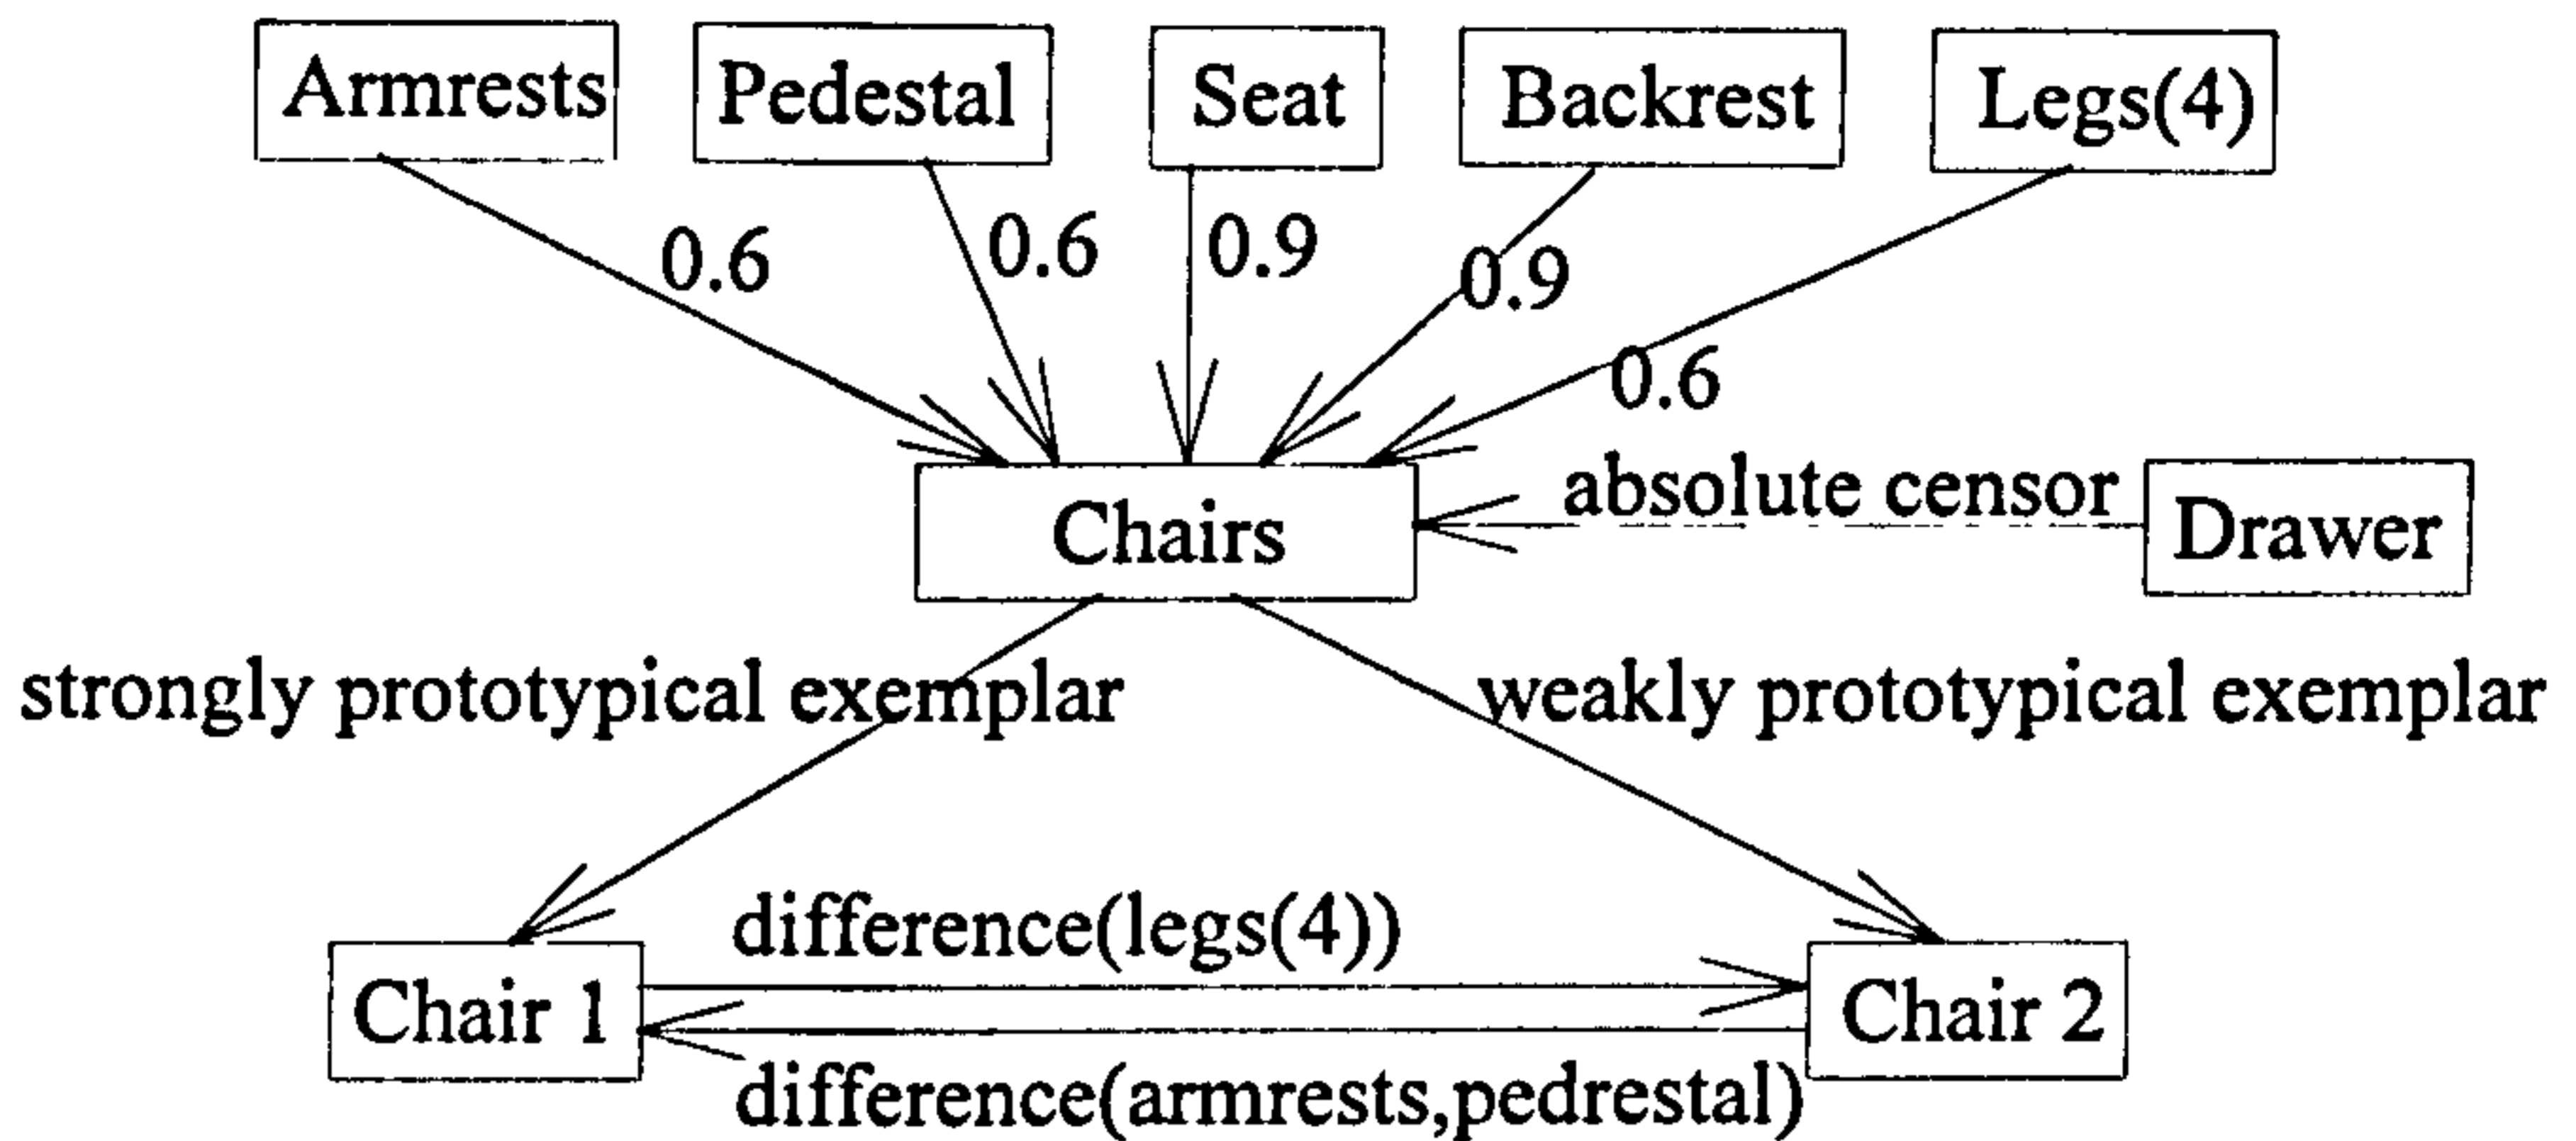 Armrests
Pedestal
Seat
Backrest
Legs(4)
0.6
0.6
0.9
0.9
0.6
absolute censor
Chairs
Drawer
strongly prototypical exemplar
weakly prototypical exemplar
difference(legs(4))
Chair 1
Chair 2
difference(armrests,pedrestal)